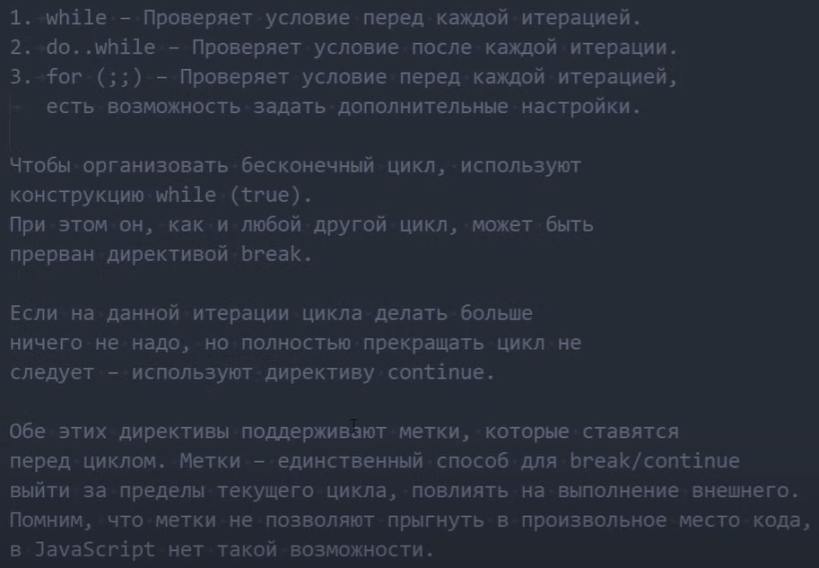 1. while – Проверяет условие перед каждой итерацией.
2. do..while – Проверяет условие после каждой итерации.
3. for (;;) – Проверяет условие перед каждой итерацией,
есть возможность задать дополнительные настройки.
Чтобы организовать бесконечный цикл, используют
конструкцию while (true).
При этом он, как и любой другой цикл, может быть
прерван директивой break.
Если на данной итерации цикла делать больше
ничего не надо, но полностью прекращать цикл не
следует – используют директиву continue.
Обе этих директивы поддерживают метки, которые ставятся
перед циклом. Метки – единственный способ для break/continue
выйти за пределы текущего цикла, повлиять на выполнение внешнего.
Помним, что метки не позволяют прыгнуть в произвольное место кода,
в JavaScript нет такой возможности.